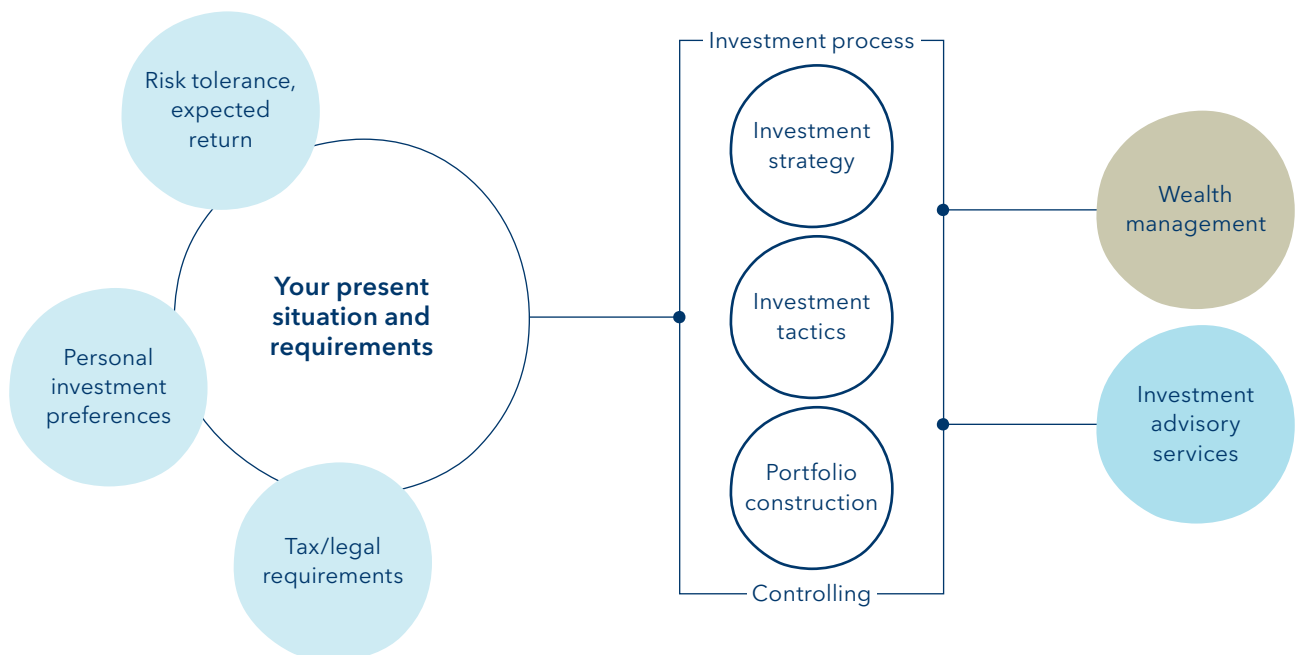 Risk tolerance,
expected
return
Your present
situation and
requirements
Personal
investment
preferences
Tax/legal
requirements
Investment process
Investment
strategy
Investment
tactics
Portfolio
construction
Controlling
Wealth
management
Investment
advisory
services